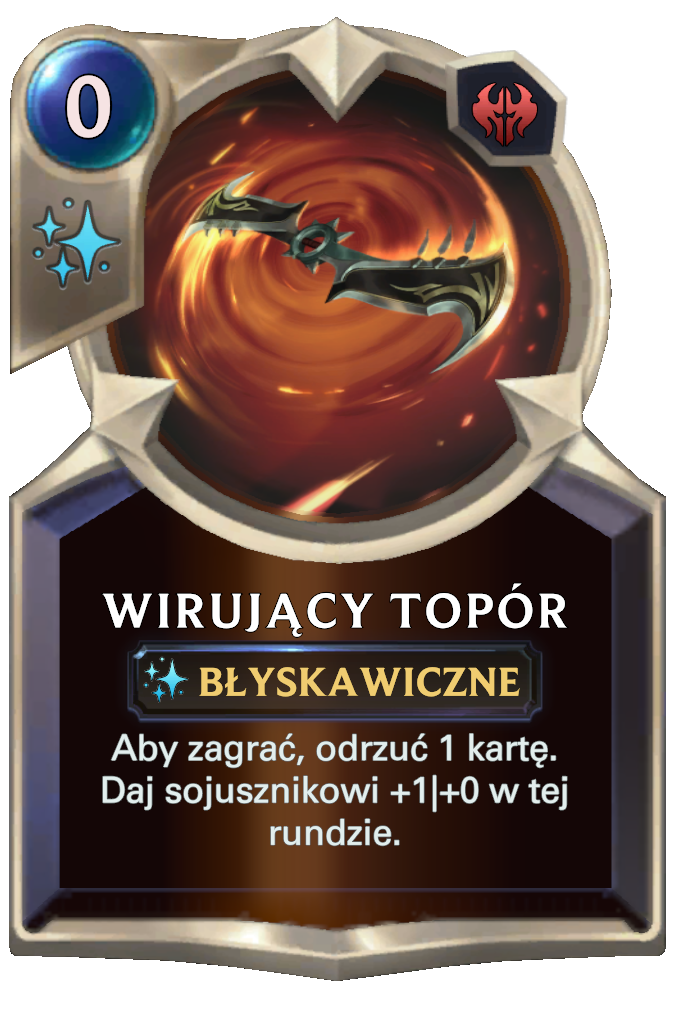 0
WIRUJĄCY TOPÓR
BŁYSKAWICZNE
Aby zagrać, odrzuć 1 kartę.
Daj sojusznikowi +1|+0 w tej
rundzie.